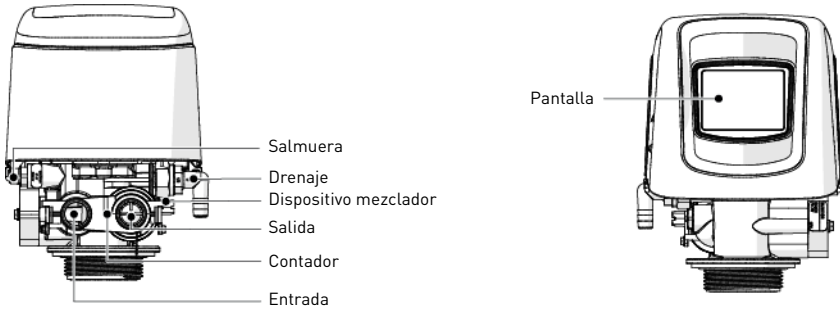 Salmuera
Drenaje
Dispositivo mezclador
Salida
Contador
Entrada
Pantalla